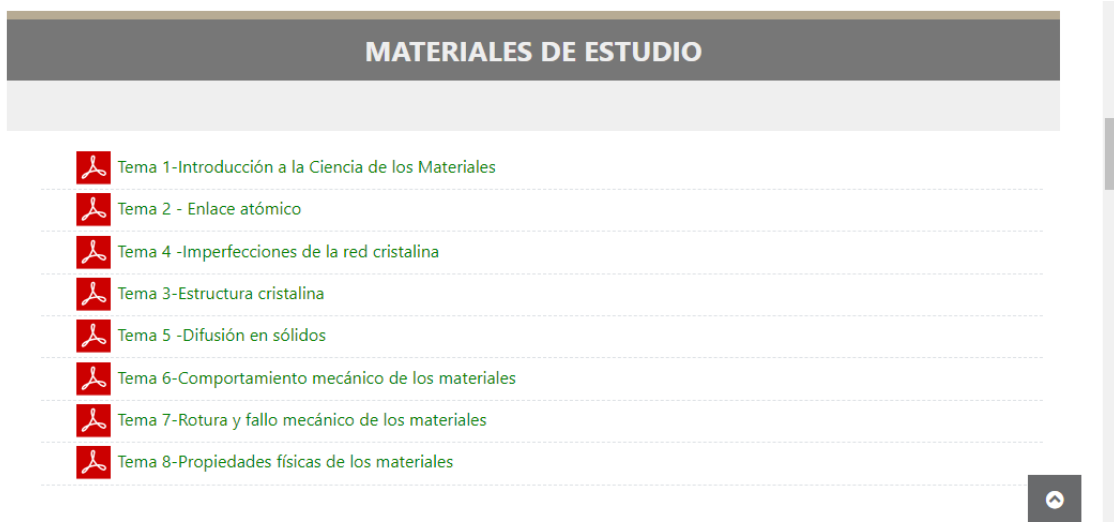 MATERIALES DE ESTUDIO
Tema 1-Introducción a la Ciencia de los Materiales
Tema 2 - Enlace atómico
Tema 4 -Imperfecciones de la red cristalina
Tema 3-Estructura cristalina
Tema 5 -Difusión en sólidos
Tema 6-Comportamiento mecánico de los materiales
Tema 7-Rotura y fallo mecánico de los materiales
Tema 8-Propiedades físicas de los materiales